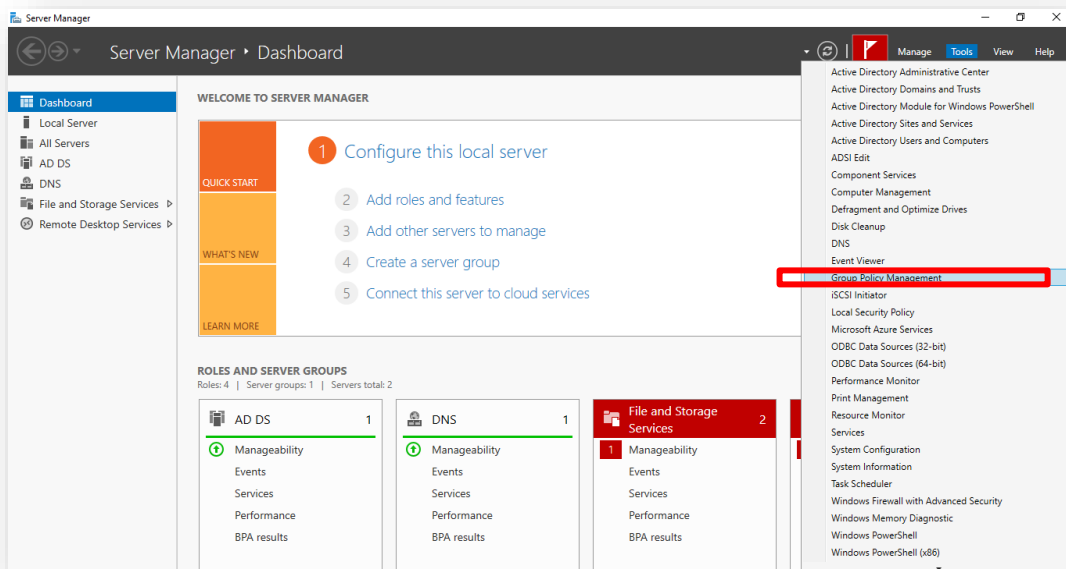 Server Manager
Server Manager • Dashboard
Manage Tools View Help
Dashboard
Local Server
All Servers
AD DS
DNS
File and Storage Services
Remote Desktop Services
WELCOME TO SERVER MANAGER
QUICK START
WHAT'S NEW
LEARN MORE
1 Configure this local server
2 Add roles and features
3 Add other servers to manage
4 Create a server group
5 Connect this server to cloud services
ROLES AND SERVER GROUPS
Roles: 4 | Server groups: 1 | Servers total: 2
AD DS 1
Manageability
Events
Services
Performance
BPA results
DNS 1
Manageability
Events
Services
Performance
BPA results
File and Storage
Services 2
1 Manageability
Events
Services
Performance
BPA results
Active Directory Administrative Center
Active Directory Domains and Trusts
Active Directory Module for Windows PowerShell
Active Directory Sites and Services
Active Directory Users and Computers
ADSI Edit
Component Services
Computer Management
Defragment and Optimize Drives
Disk Cleanup
DNS
Event Viewer
Group Policy Management
iSCSI Initiator
Local Security Policy
Microsoft Azure Services
ODBC Data Sources (32-bit)
ODBC Data Sources (64-bit)
Performance Monitor
Print Management
Resource Monitor
Services
System Configuration
System Information
Task Scheduler
Windows Firewall with Advanced Security
Windows Memory Diagnostic
Windows PowerShell
Windows PowerShell (x86)